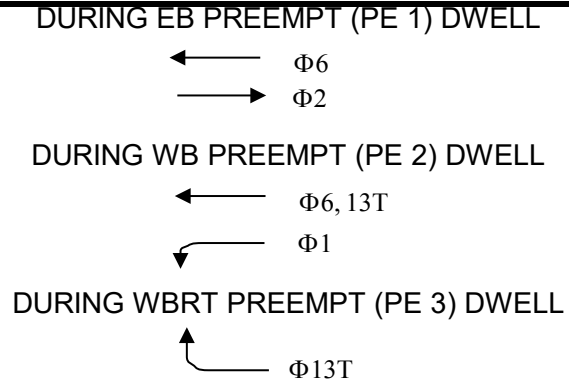 DURING EB PREEMPT (PE 1) DWELL
Φ6
Φ2
DURING WB PREEMPT (PE 2) DWELL
Φ6, 13T
Φ1
DURING WBRT PREEMPT (PE 3) DWELL
Φ13T